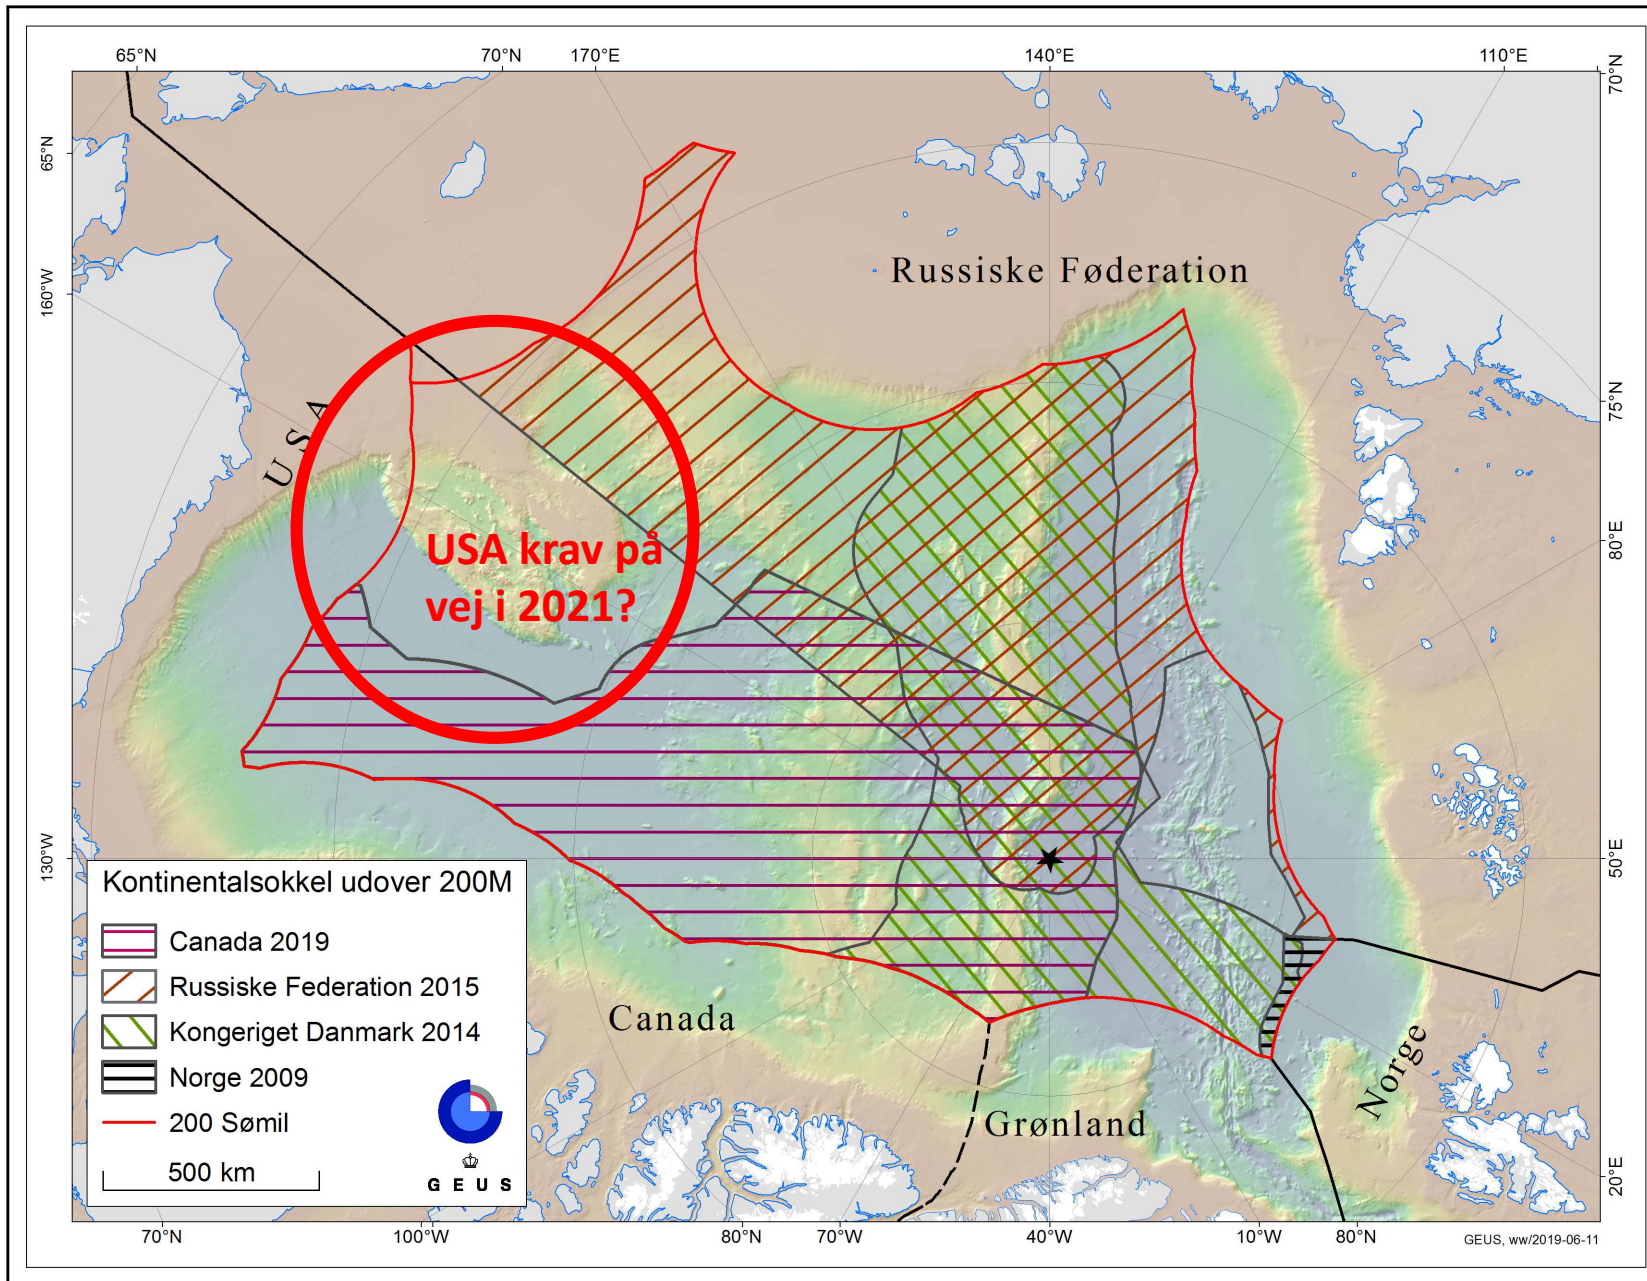 65°N
70°N
170°E
140°E
110°E
70°N
65°N
160°W
130°W
75°N
80°E
50°E
20°E
Russiske Føderation
USA
USA krav på
vej i 2021?
Canada
Grønland
Norge
Kontinentalsokkel udover 200M
Canada 2019
Russiske Federation 2015
Kongeriget Danmark 2014
Norge 2009
200 Sømil
500 km
GEUS
70°N
100°W
80°N
70°W
40°W
10°W
80°N
GEUS, ww/2019-06-11